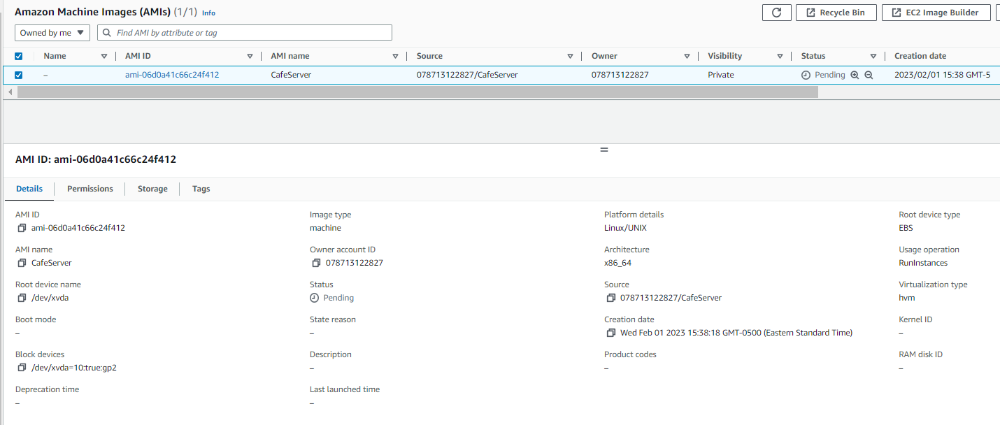 Amazon Machine Images (AMIs) (1/1) Info
Recycle Bin
EC2 Image Builder
Owned by me
Find AMI by attribute or tag
Name AMI ID AMI name Source Owner Visibility Status Creation date
– ami-06d0a41c66c24f412 CafeServer 078713122827/CafeServer 078713122827 Private Pending 2023/02/01 15:38 GMT-5
AMI ID: ami-06d0a41c66c24f412
Details Permissions Storage Tags
AMI ID Image type Platform details Root device type
ami-06d0a41c66c24f412 machine Linux/UNIX EBS
AMI name Owner account ID Architecture Usage operation
CafeServer 078713122827 x86_64 RunInstances
Root device name Status Source Virtualization type
/dev/xvda Pending 078713122827/CafeServer hvm
Boot mode State reason Creation date Kernel ID
– – Wed Feb 01 2023 15:38:18 GMT-0500 (Eastern Standard Time) –
Block devices Description Product codes RAM disk ID
/dev/xvda=10:true:gp2 – – –
Deprecation time Last launched time
– –